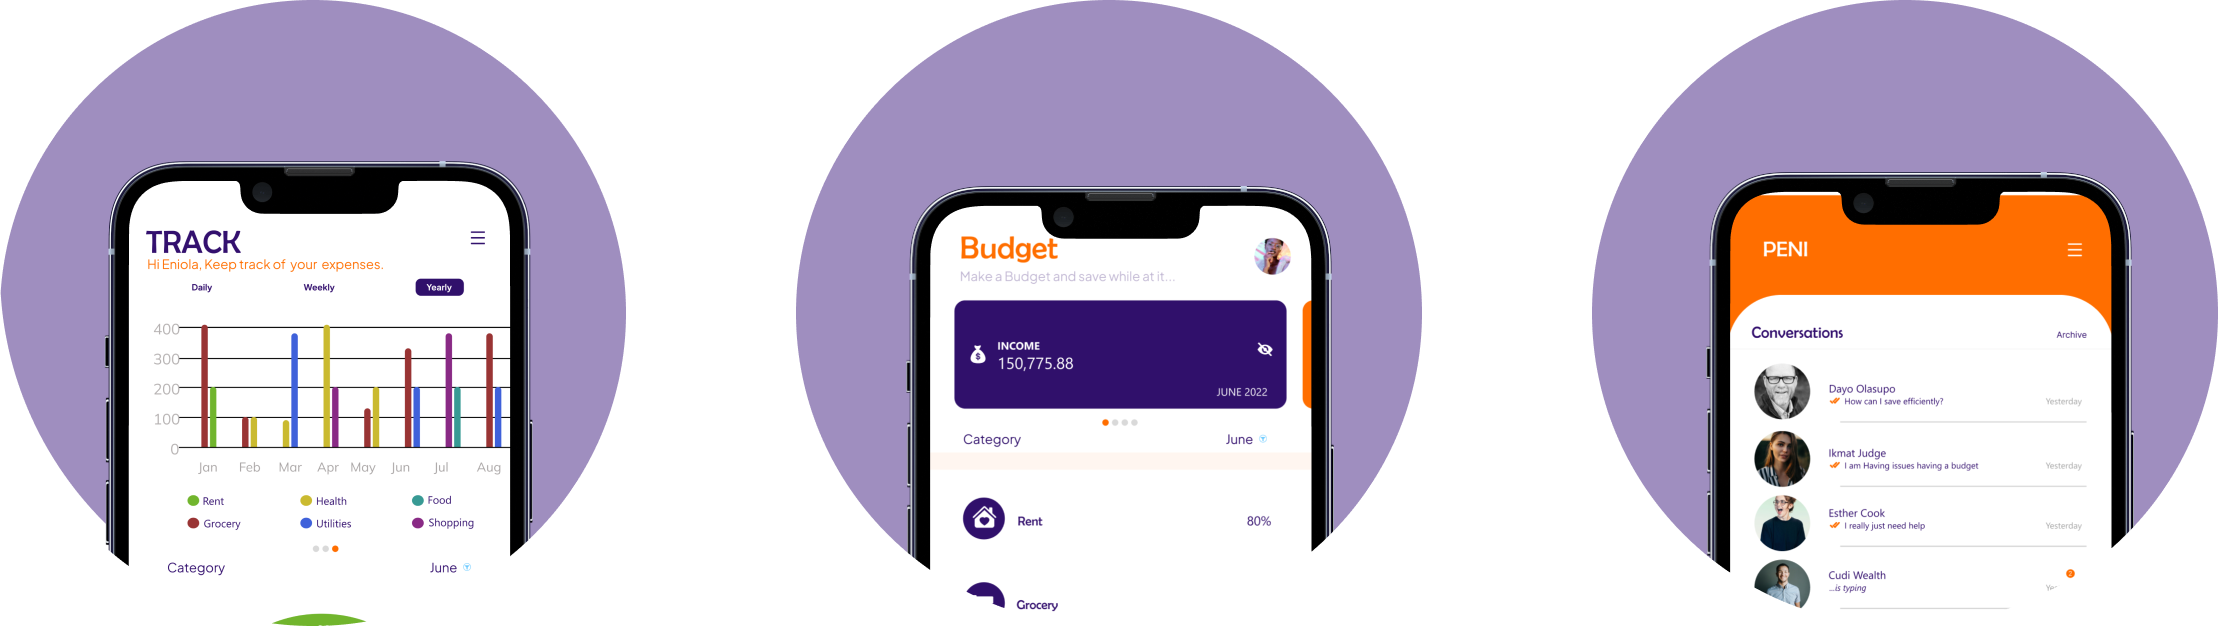 TRACK
Hi Eniola, Keep track of your expenses.
Daily Weekly Yearly
400
300
200
100
0
Jan Feb Mar Apr May Jun Jul Aug
Rent Health Food
Grocery Utilities Shopping
Category June
Budget
Make a Budget and save while at it...
INCOME
150,775.88
JUNE 2022
Category June
Rent 80%
Grocery
PENI
Conversations Archive
Dayo Olasupo
How can I save efficiently? Yesterday
Ikmat Judge
I am Having issues having a budget Yesterday
Esther Cook
I really just need help Yesterday
Cudi Wealth 2
...is typing